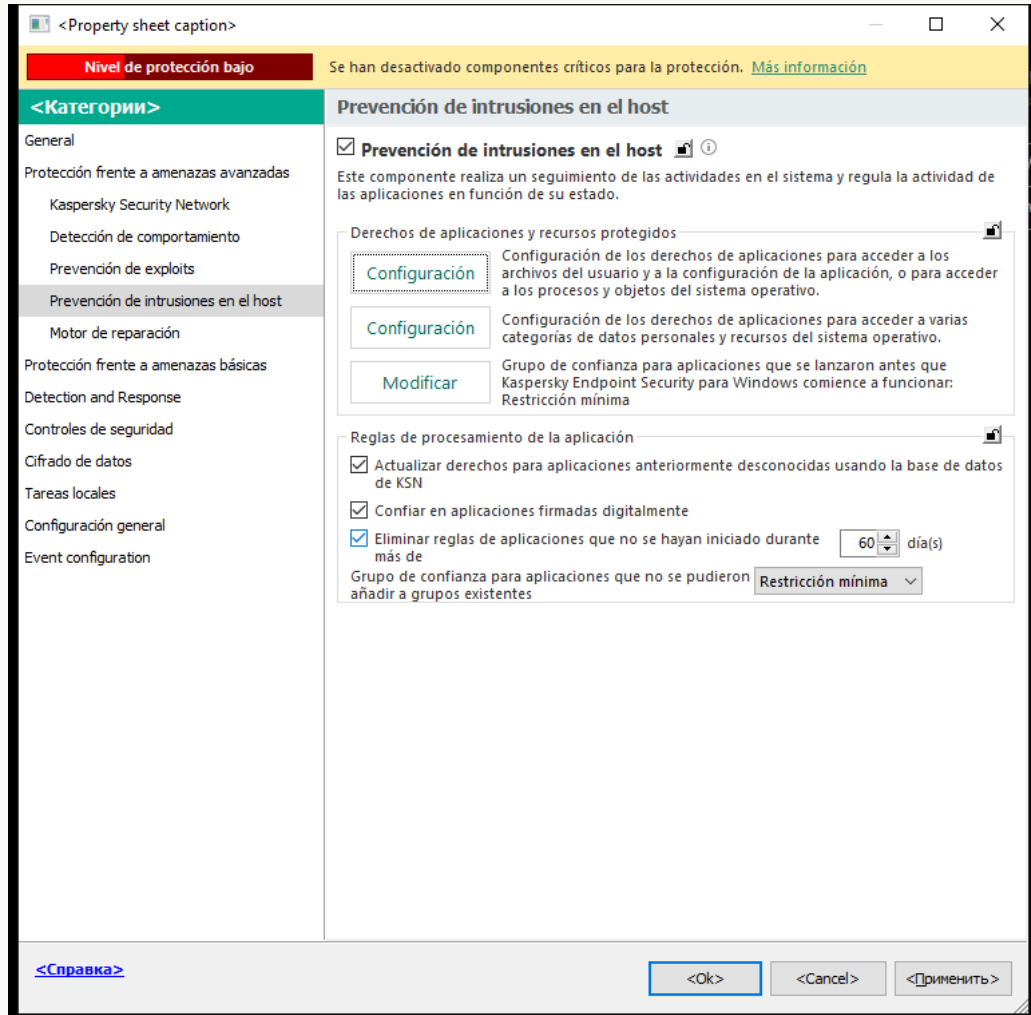 <Property sheet caption>
Nivel de protección bajo
Se han desactivado componentes críticos para la protección. Más información
<Категории>
General
Protección frente a amenazas avanzadas
Kaspersky Security Network
Detección de comportamiento
Prevención de exploits
Prevención de intrusiones en el host
Motor de reparación
Protección frente a amenazas básicas
Detection and Response
Controles de seguridad
Cifrado de datos
Tareas locales
Configuración general
Event configuration
Prevención de intrusiones en el host
Prevención de intrusiones en el host
Este componente realiza un seguimiento de las actividades en el sistema y regula la actividad de
las aplicaciones en función de su estado.
Derechos de aplicaciones y recursos protegidos
Configuración
Configuración de los derechos de aplicaciones para acceder a los
archivos del usuario y a la configuración de la aplicación, o para acceder
a los procesos y objetos del sistema operativo.
Configuración
Configuración de los derechos de aplicaciones para acceder a varias
categorías de datos personales y recursos del sistema operativo.
Modificar
Grupo de confianza para aplicaciones que se lanzaron antes que
Kaspersky Endpoint Security para Windows comience a funcionar:
Restricción mínima
Reglas de procesamiento de la aplicación
Actualizar derechos para aplicaciones anteriormente desconocidas usando la base de datos
de KSN
Confiar en aplicaciones firmadas digitalmente
Eliminar reglas de aplicaciones que no se hayan iniciado durante
más de
60 día(s)
Grupo de confianza para aplicaciones que no se pudieron
añadir a grupos existentes
Restricción mínima
<Справка>
<Ok>
<Cancel>
<Применить>